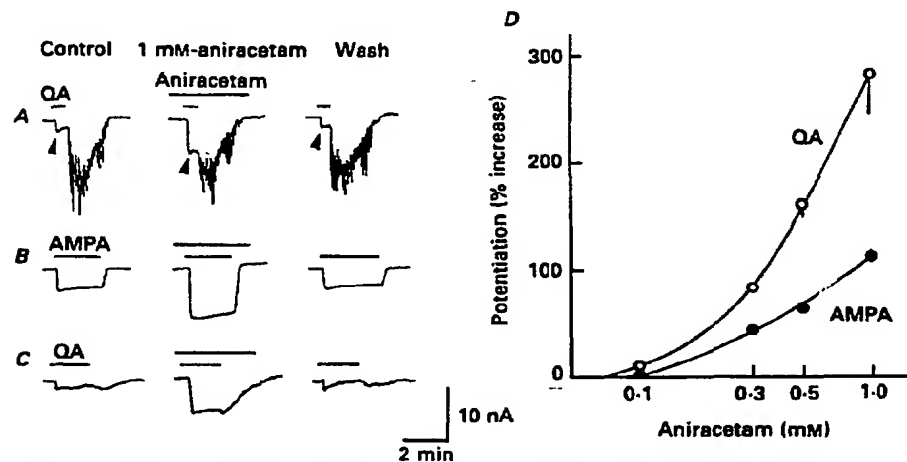 Control 1 mM-aniracetam Wash
Aniracetam
QA
A
AMPA
B
QA
C
10 nA
2 min
D
Potentiation (% increase)
300
200
100
0
QA
AMPA
0·1 0·3 0·5 1·0
Aniracetam (mM)